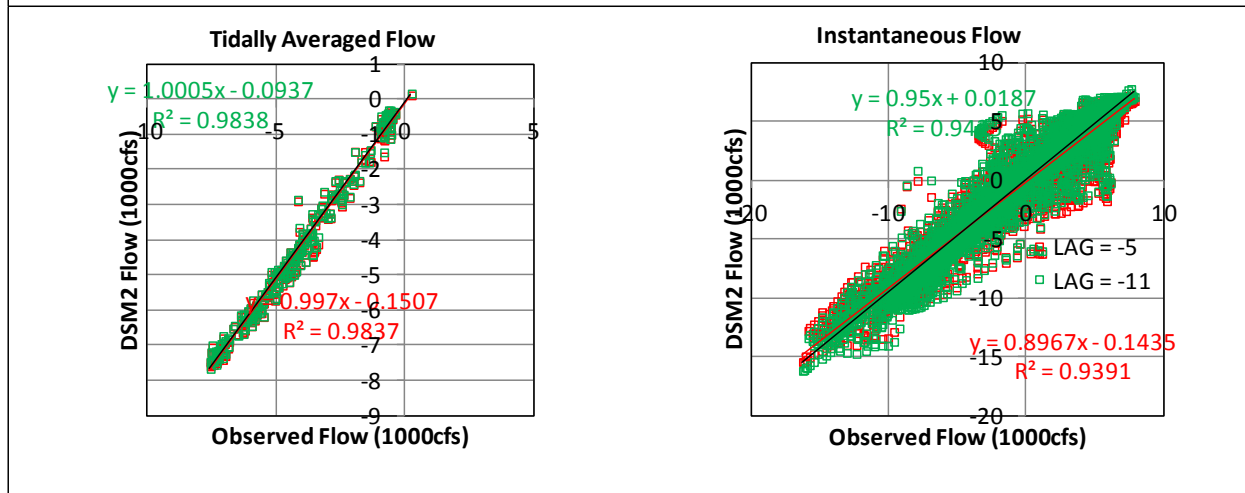 Tidally Averaged Flow
y = 1.0005x - 0.0937
R² = 0.9838
1
0
-1
-2
-3
-4
-5
-6
-7
-8
-9
10
-5
0
5
y = 0.997x - 0.1507
R² = 0.9837
DSM2 Flow (1000cfs)
Observed Flow (1000cfs)
Instantaneous Flow
y = 0.95x + 0.0187
R² = 0.94
10
5
0
-5
-10
-15
-20
20
-10
0
10
LAG = -5
LAG = -11
y = 0.8967x - 0.1435
R² = 0.9391
DSM2 Flow (1000cfs)
Observed Flow (1000cfs)